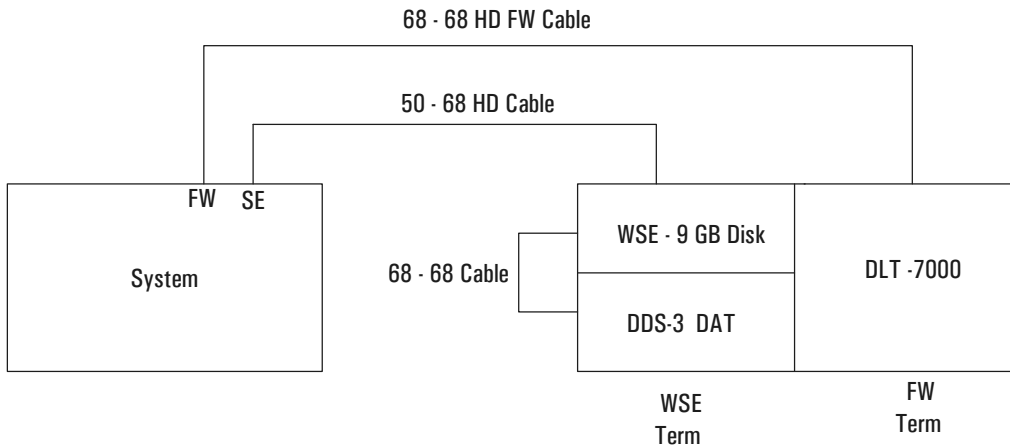 68 - 68 HD FW Cable
50 - 68 HD Cable
FW SE
System
68 - 68 Cable
WSE - 9 GB Disk
DDS-3 DAT
DLT -7000
WSE
Term
FW
Term